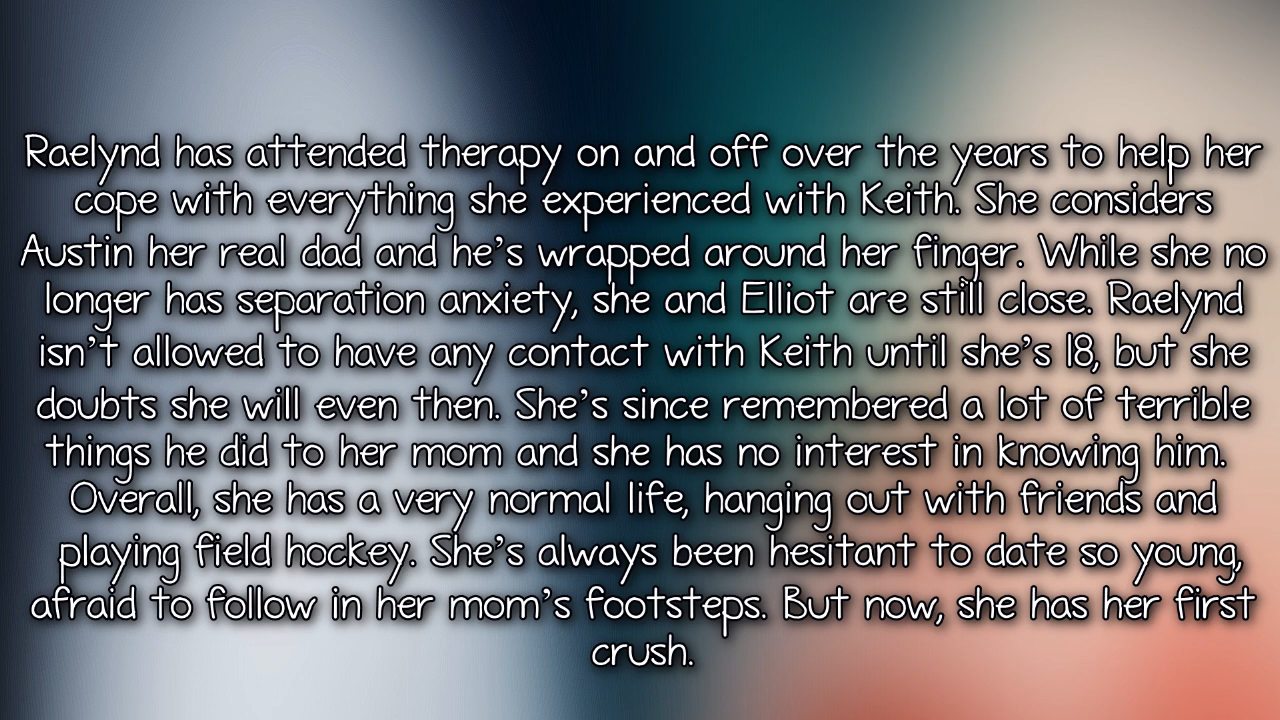 Raelynd has attended therapy on and off over the years to help her
cope with everything she experienced with Keith. She considers
Austin her real dad and he's wrapped around her finger. While she no
longer has separation anxiety, she and Elliot are still close. Raelynd
isn't allowed to have any contact with Keith until she's 18, but she
doubts she will even then. She's since remembered a lot of terrible
things he did to her mom and she has no interest in knowing him.
Overall, she has a very normal life, hanging out with friends and
playing field hockey. She's always been hesitant to date so young,
afraid to follow in her mom's footsteps. But now, she has her first
crush.